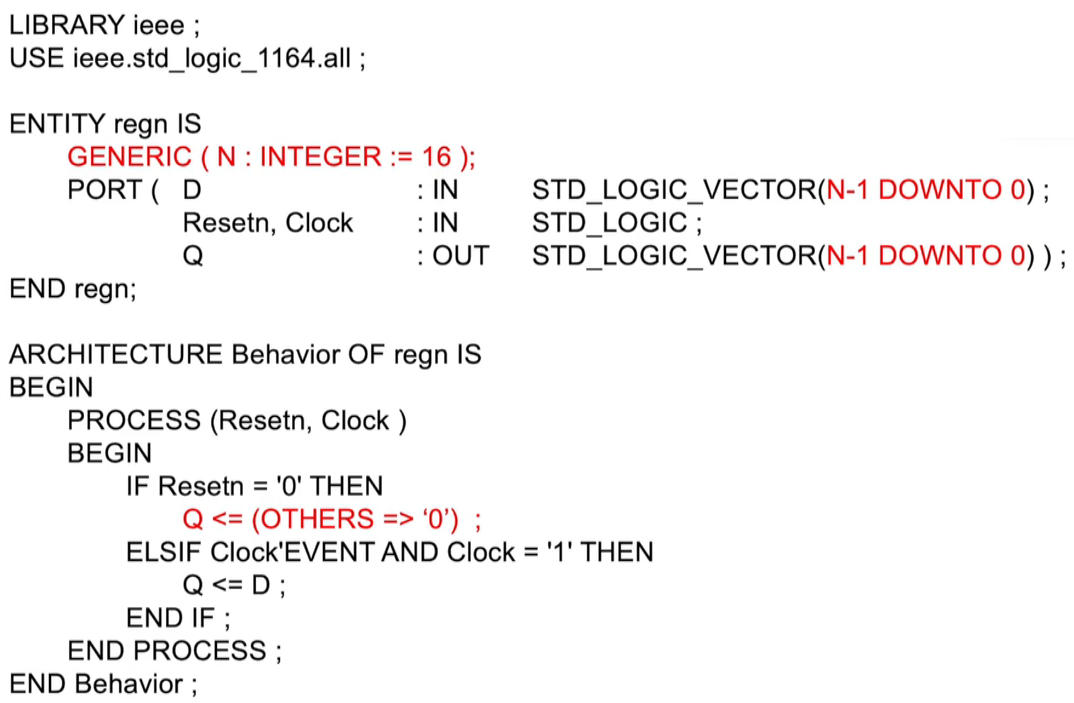 LIBRARY ieee ;
USE ieee.std_logic_1164.all ;
ENTITY regn IS
GENERIC ( N : INTEGER := 16 );
PORT ( D : IN STD_LOGIC_VECTOR(N-1 DOWNTO 0) ;
Resetn, Clock : IN STD_LOGIC ;
Q : OUT STD_LOGIC_VECTOR(N-1 DOWNTO 0) ) ;
END regn;
ARCHITECTURE Behavior OF regn IS
BEGIN
PROCESS (Resetn, Clock )
BEGIN
IF Resetn = '0' THEN
Q <= (OTHERS => ‘0’) ;
ELSIF Clock'EVENT AND Clock = '1' THEN
Q <= D ;
END IF ;
END PROCESS ;
END Behavior ;